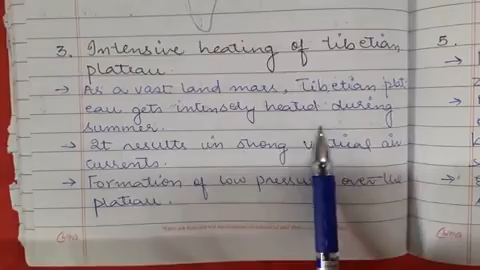 3. Intensive heating of tibetian
plateau.
→ As a vast land mass, Tibetian plat
eau gets intensely heated during
summer.
→ It results in strong vertical air
currents.
→ Formation of low pressure over the
plateau.
5.